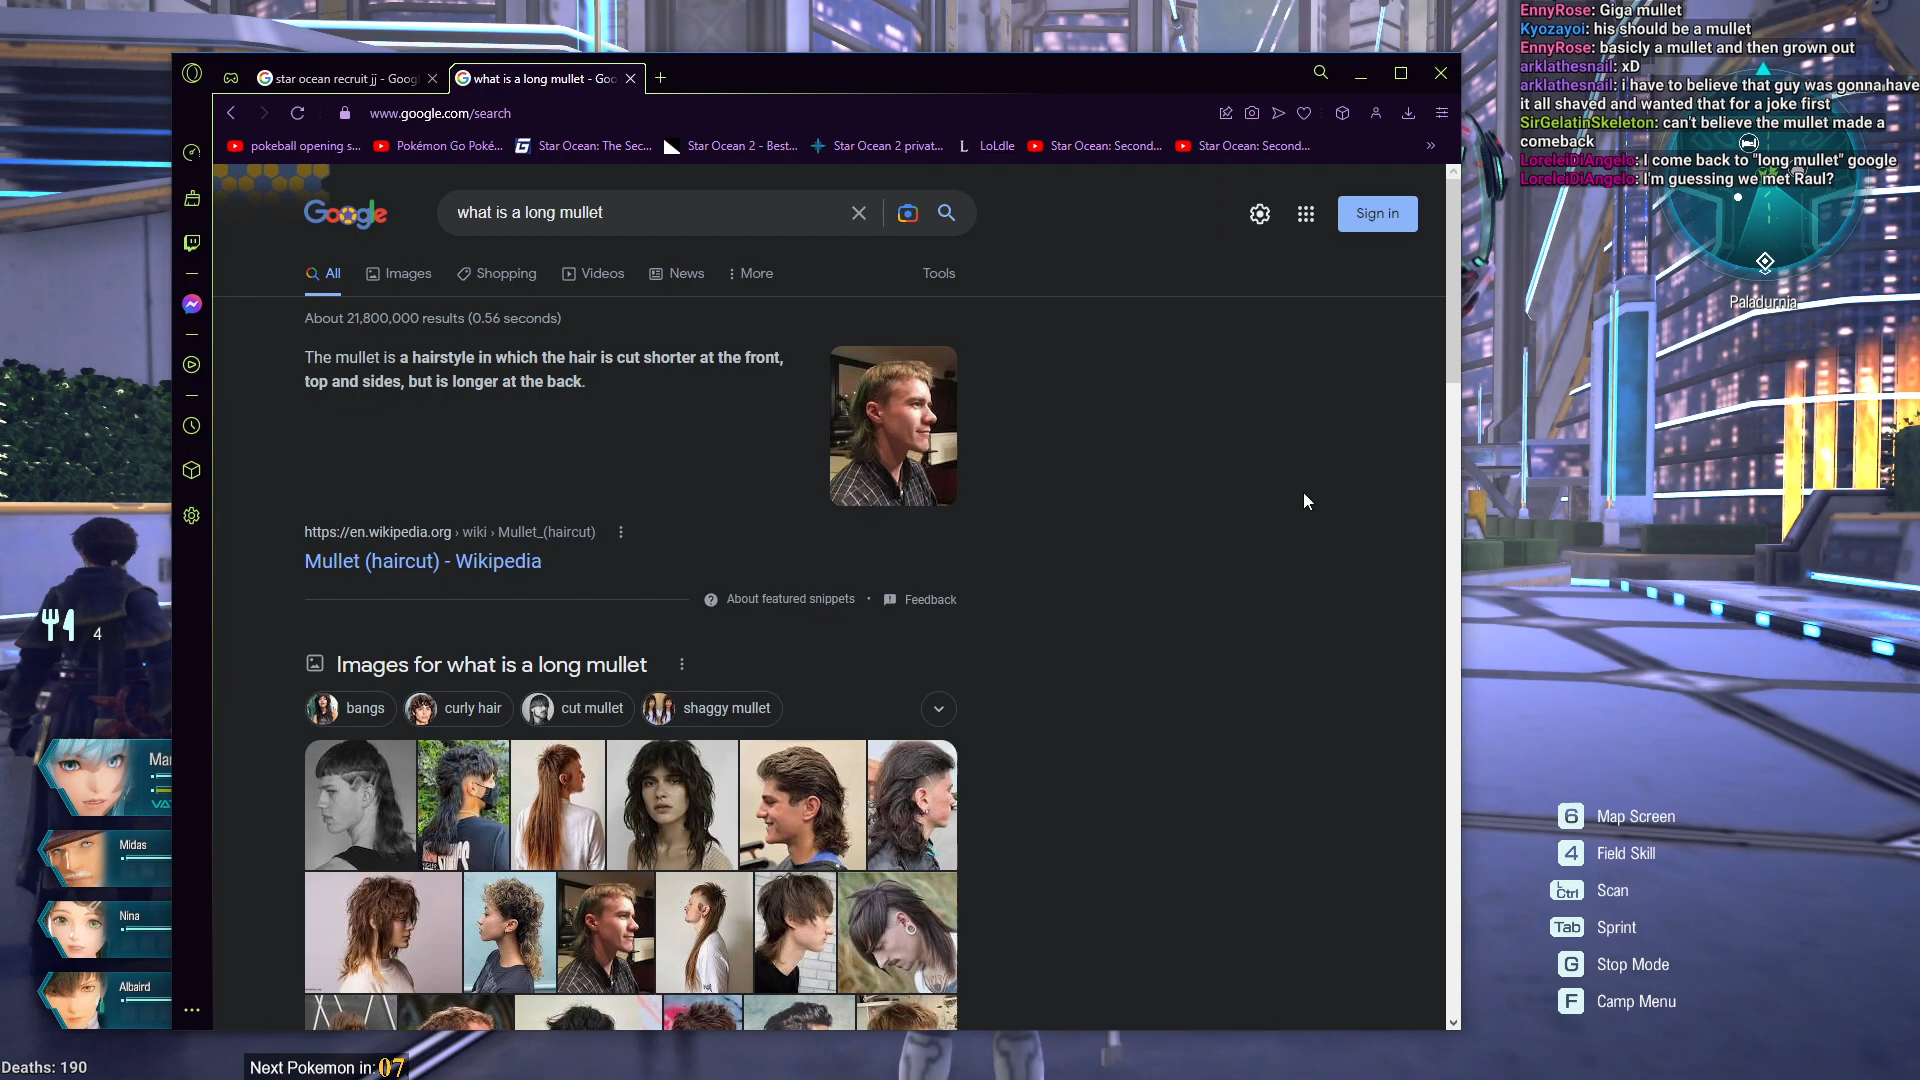 EnnyRose: Giga mullet
Kyozayoi: his should be a mullet
EnnyRose: basicly a mullet and then grown out
arklathesnail: xD
arklathesnail: i have to believe that guy was gonna have
it all shaved and wanted that for a joke first
SirGelatinSkeleton: can't believe the mullet made a
comeback
LoreleiDiAngelo: I come back to "long mullet" google
LoreleiDiAngelo: I'm guessing we met Raul?
star ocean recruit jj - Goog
what is a long mullet - Goo
www.google.com/search
pokeball opening s...
Pokémon Go Poké...
Star Ocean: The Sec...
Star Ocean 2 - Best...
Star Ocean 2 privat...
L LoLdle
Star Ocean: Second...
Star Ocean: Second...
Google
what is a long mullet
Sign in
All
Images
Shopping
Videos
News
More
Tools
About 21,800,000 results (0.56 seconds)
The mullet is a hairstyle in which the hair is cut shorter at the front,
top and sides, but is longer at the back.
https://en.wikipedia.org › wiki › Mullet_(haircut)
Mullet (haircut) - Wikipedia
About featured snippets • Feedback
Images for what is a long mullet
bangs
curly hair
cut mullet
shaggy mullet
Paladurnia
4
Mar
VA
Midas
Nina
Albaird
6 Map Screen
4 Field Skill
L Ctrl Scan
Tab Sprint
G Stop Mode
F Camp Menu
Deaths: 190
Next Pokemon in: 07